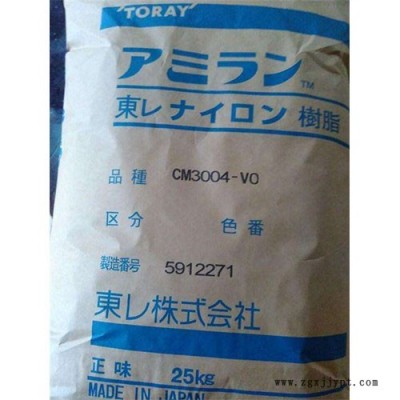 TORAY
アミラン™
東レナイロン 樹脂
品種 CM3004-V0
区分 色番
製造番号 5912271
東レ株式会社
正味 25kg
MADE IN JAPAN
www.zgxjjypt.com